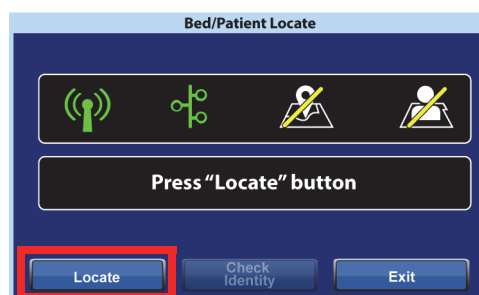 Bed/Patient Locate
Press “Locate” button
Locate
Check
Identity
Exit